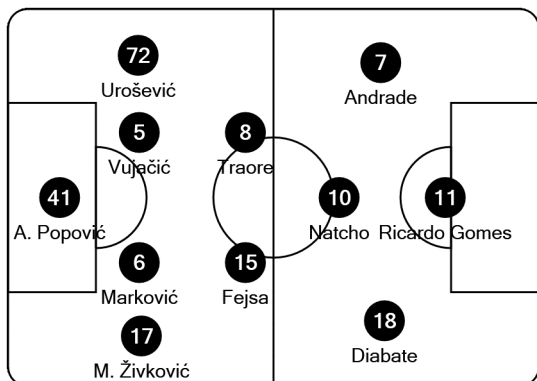 72
Urošević
7
Andrade
5
Vujačić
8
Traore
41
A. Popović
10
Natcho
11
Ricardo Gomes
6
Marković
15
Fejsa
17
M. Živković
18
Diabate